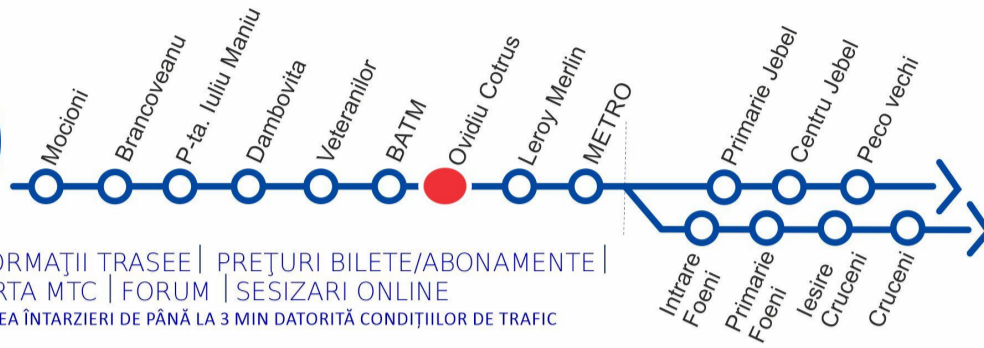 Mocioni
Brancoveanu
P-ta. Iuliu Maniu
Dambovita
Veteranilor
BATM
Ovidiu Cotrus
Leroy Merlin
METRO
Primarie Jebel
Centru Jebel
Peco vechi
Intrare
Foeni
Primarie
Foeni
Iesire
Cruceni
Cruceni
ORMAŢII TRASEE| PREŢURI BILETE/ABONAMENTE|
RTA MTC |FORUM |SESIZARI ONLINE
EA ÎNTARZIERI DE PÂNĂ LA 3 MIN DATORITĂ CONDIȚIILOR DE TRAFIC